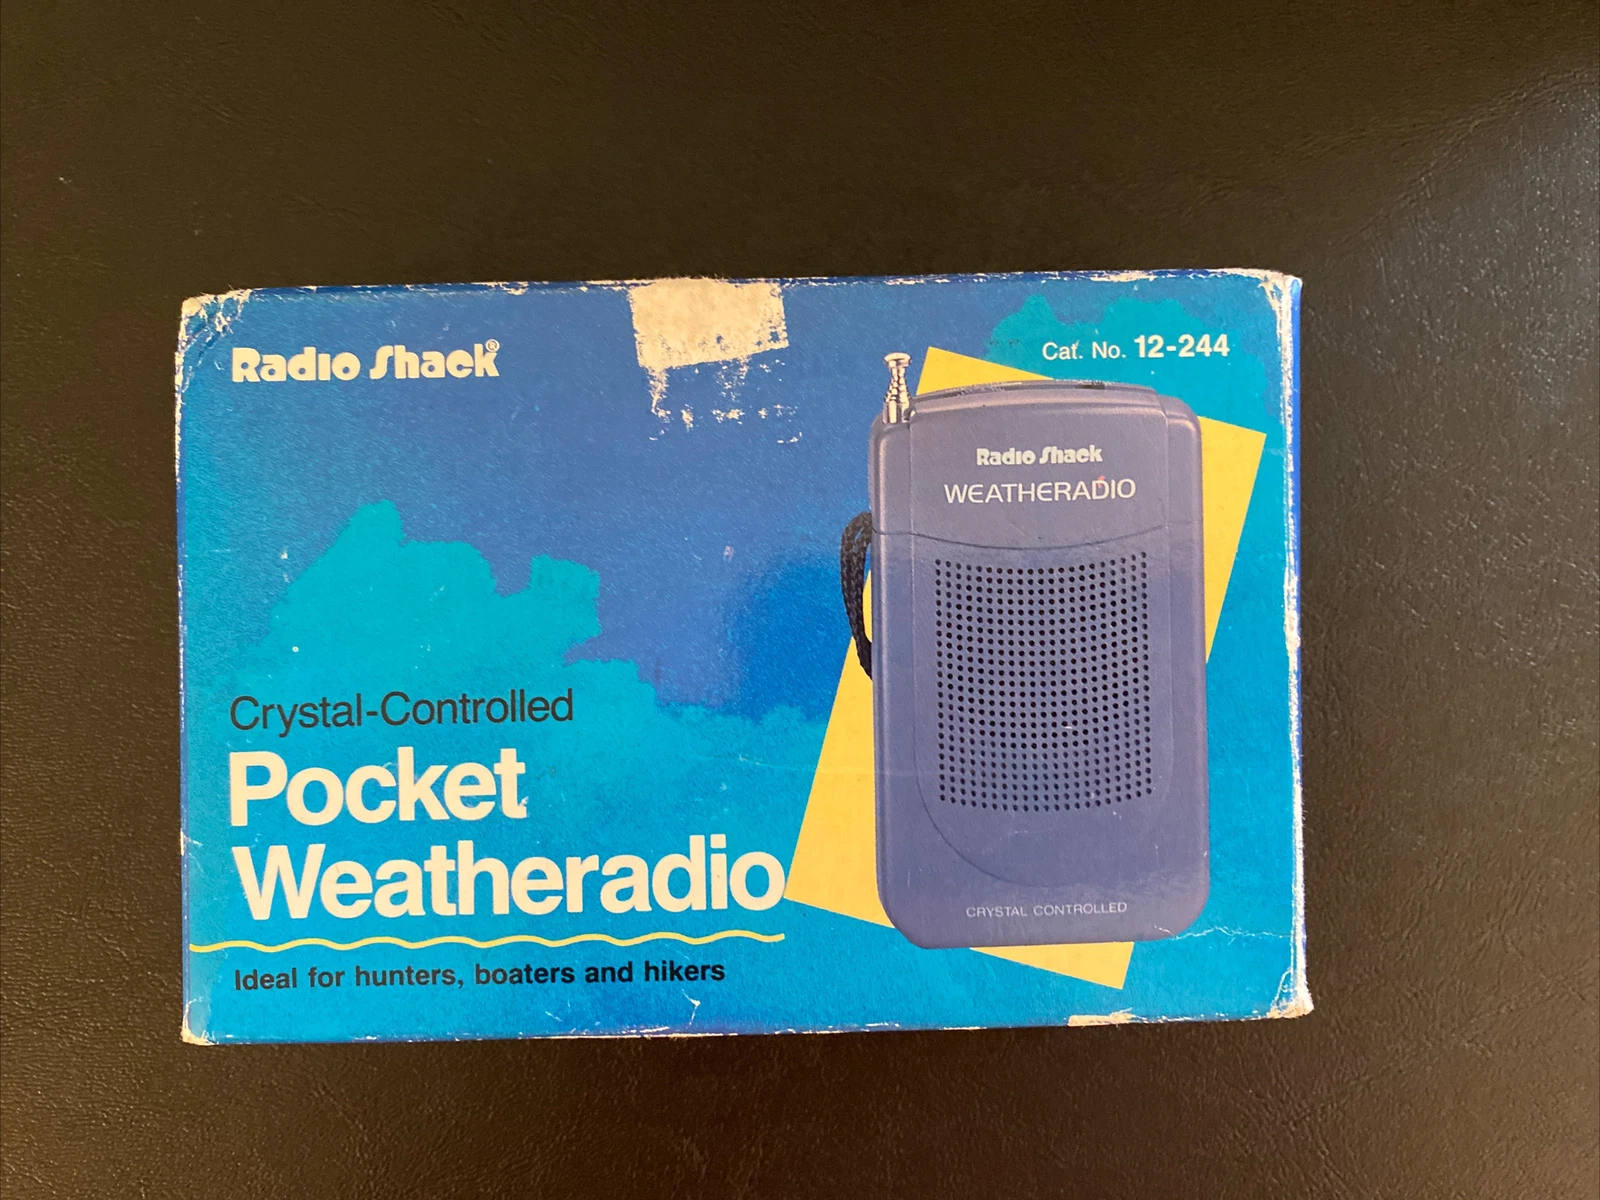 Radio Shack®
Cat. No. 12-244
Radio Shack
WEATHERADIO
Crystal-Controlled
Pocket
Weatheradio
CRYSTAL CONTROLLED
Ideal for hunters, boaters and hikers